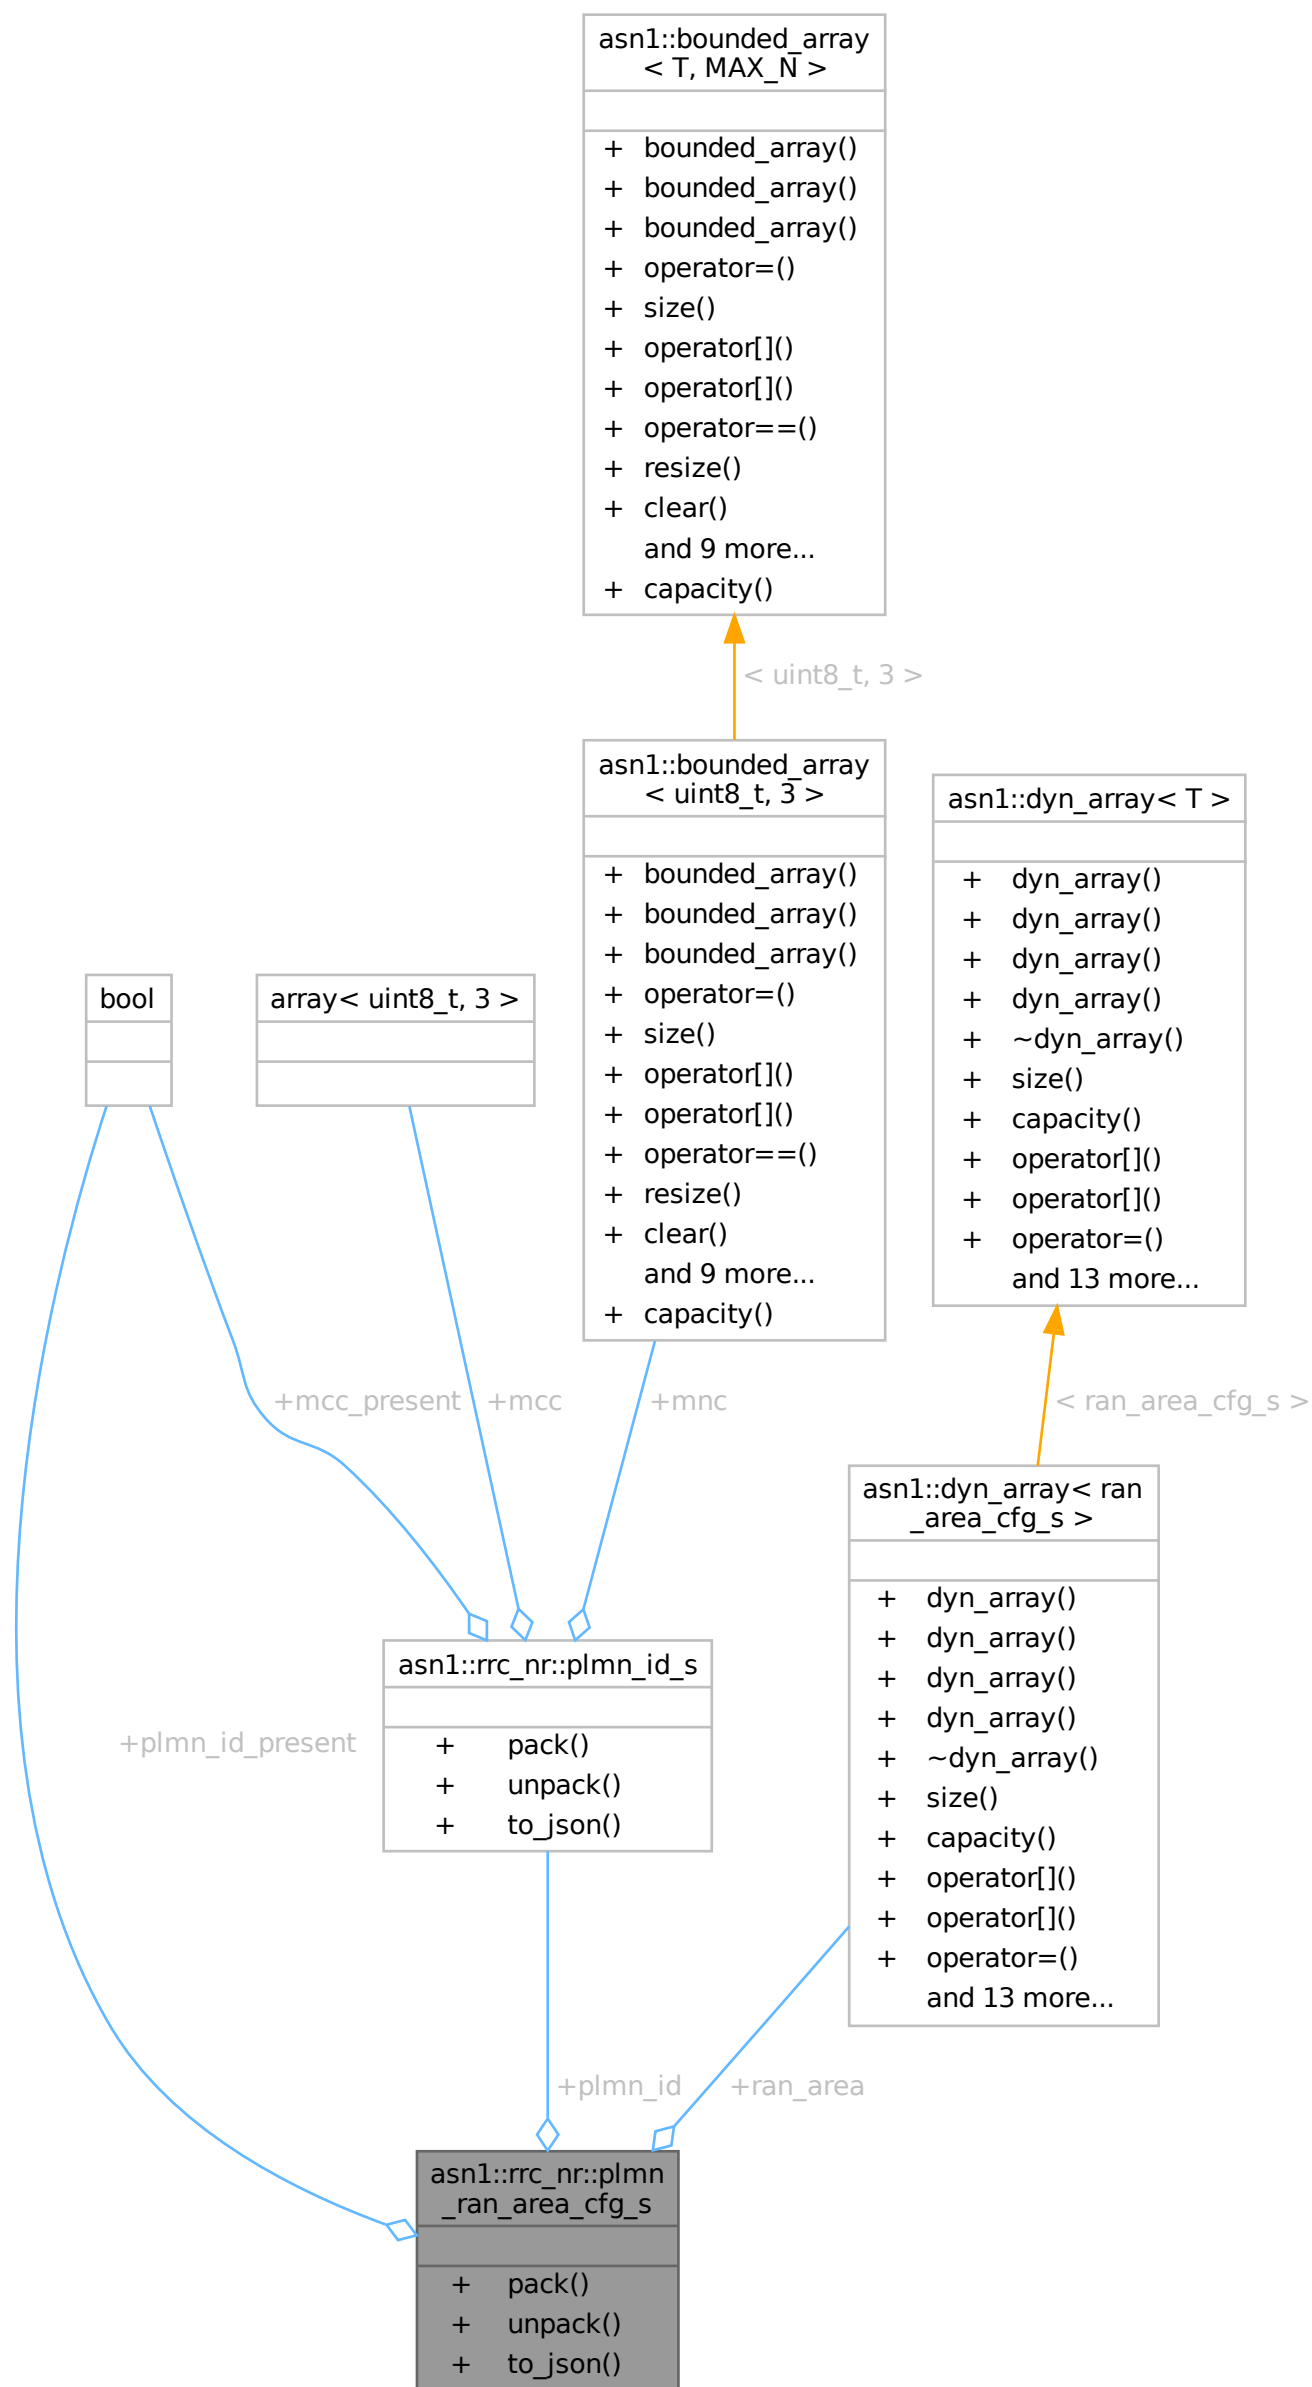 asn1::bounded_array
< T, MAX_N >
+ bounded_array()
+ bounded_array()
+ bounded_array()
+ operator=()
+ size()
+ operator[]()
+ operator[]()
+ operator==()
+ resize()
+ clear()
and 9 more...
+ capacity()
< uint8_t, 3 >
asn1::bounded_array
< uint8_t, 3 >
+ bounded_array()
+ bounded_array()
+ bounded_array()
+ operator=()
+ size()
+ operator[]()
+ operator[]()
+ operator==()
+ resize()
+ clear()
and 9 more...
+ capacity()
asn1::dyn_array< T >
+ dyn_array()
+ dyn_array()
+ dyn_array()
+ dyn_array()
+ ~dyn_array()
+ size()
+ capacity()
+ operator[]()
+ operator[]()
+ operator=()
and 13 more...
bool
array< uint8_t, 3 >
+mcc_present
+mcc
+mnc
< ran_area_cfg_s >
asn1::dyn_array< ran
_area_cfg_s >
+ dyn_array()
+ dyn_array()
+ dyn_array()
+ dyn_array()
+ ~dyn_array()
+ size()
+ capacity()
+ operator[]()
+ operator[]()
+ operator=()
and 13 more...
asn1::rrc_nr::plmn_id_s
+ pack()
+ unpack()
+ to_json()
+plmn_id_present
+plmn_id
+ran_area
asn1::rrc_nr::plmn
_ran_area_cfg_s
+ pack()
+ unpack()
+ to_json()